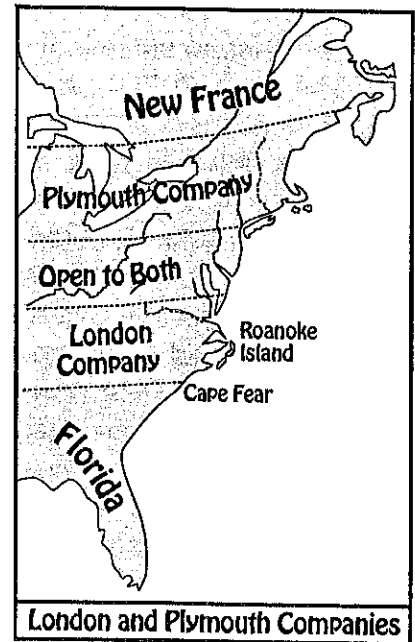 New France
Plymouth Company
Open to Both
London
Company
Roanoke
Island
Cape Fear
Florida
London and Plymouth Companies